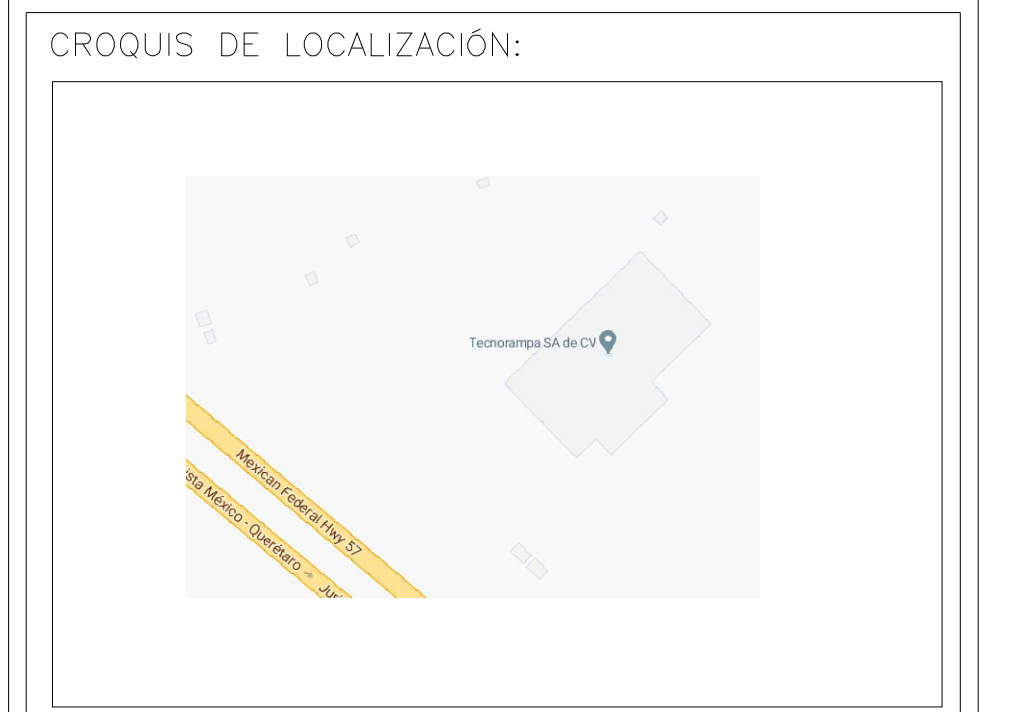 CROQUIS DE LOCALIZACIÓN:
Tecnorampa SA de CV
Mexican Federal Hwy 57
ista México - Querétaro